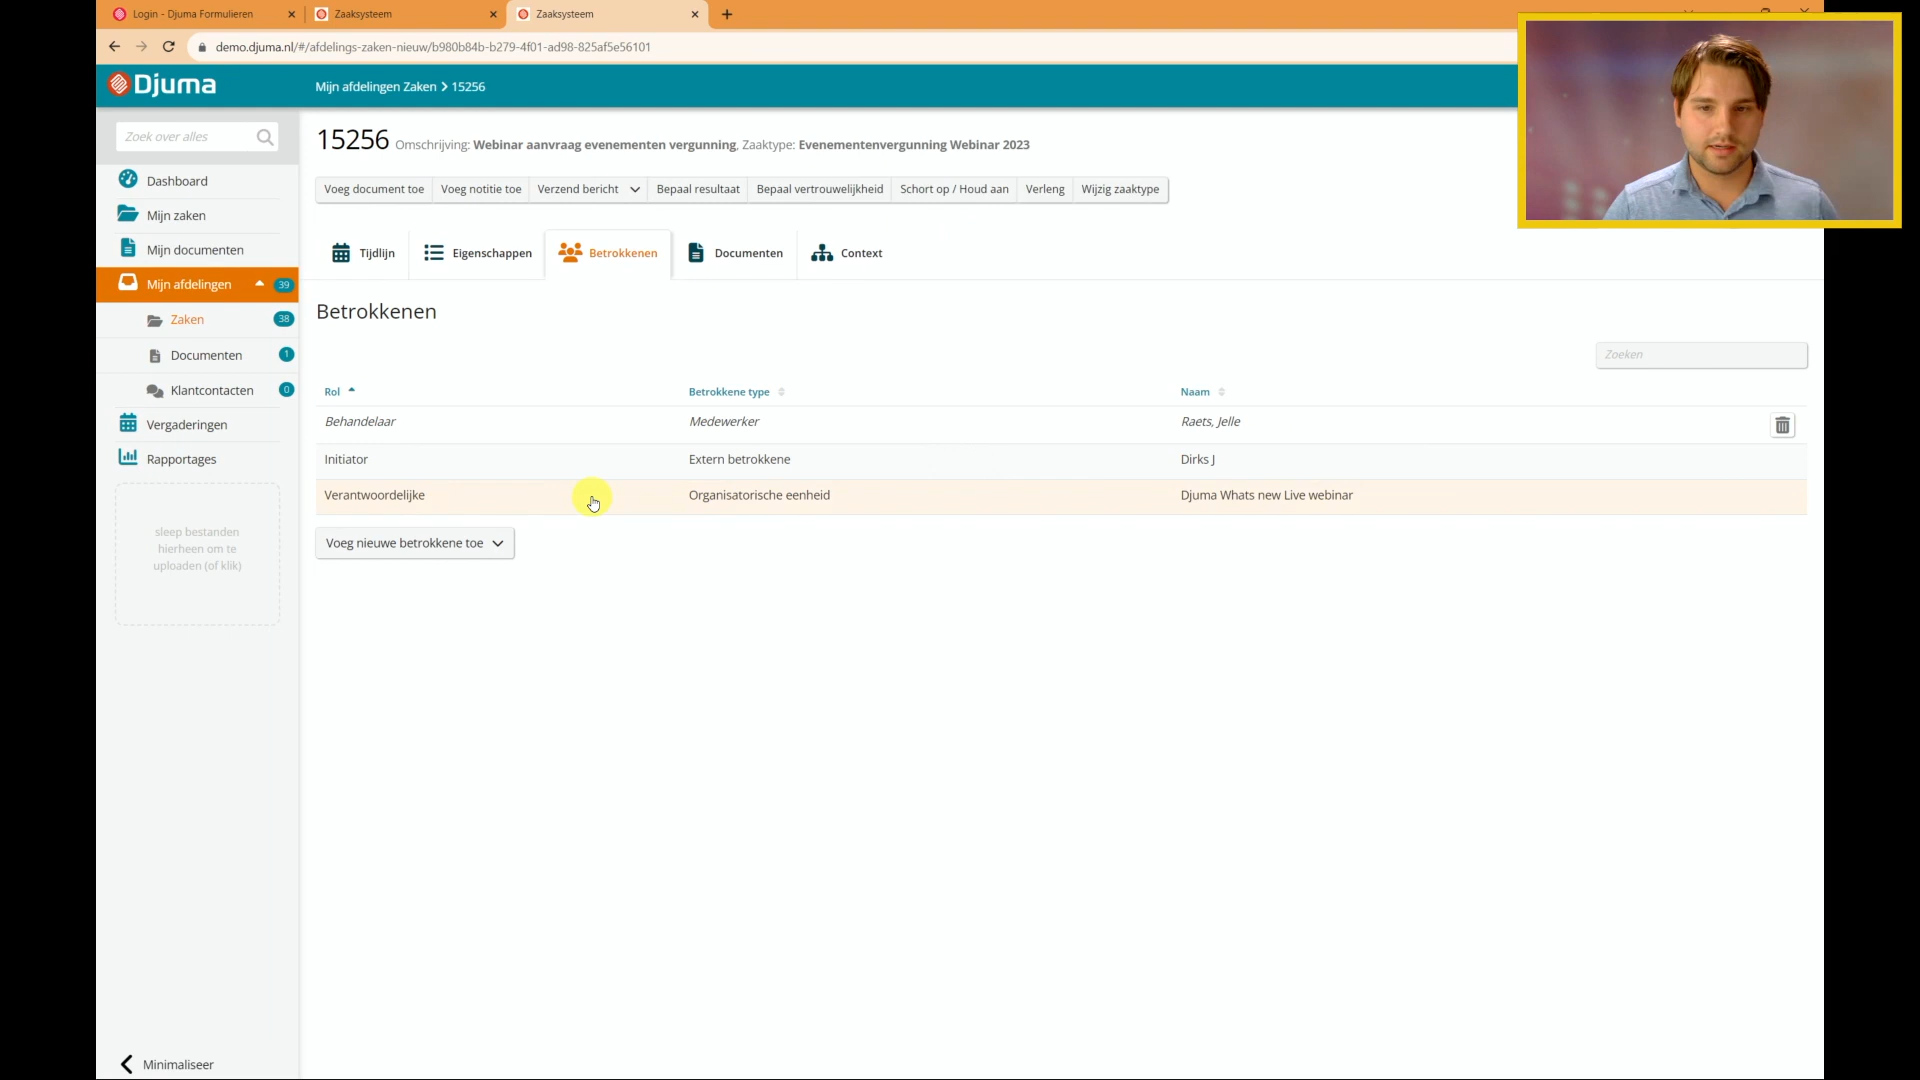 Login - Djuma Formulieren
Zaaksysteem
Zaaksysteem
demo.djuma.nl/#/afdelings-zaken-nieuw/b980b84b-b279-4f01-ad98-825af5e56101
Djuma
Mijn afdelingen Zaken > 15256
Zoek over alles
Dashboard
Mijn zaken
Mijn documenten
Mijn afdelingen 39
Zaken 38
Documenten 1
Klantcontacten 0
Vergaderingen
Rapportages
sleep bestanden
hierheen om te
uploaden (of klik)
Minimaliseer
15256 Omschrijving: Webinar aanvraag evenementen vergunning, Zaaktype: Evenementenvergunning Webinar 2023
Voeg document toe Voeg notitie toe Verzend bericht Bepaal resultaat Bepaal vertrouwelijkheid Schort op / Houd aan Verleng Wijzig zaaktype
Tijdlijn Eigenschappen Betrokkenen Documenten Context
Betrokkenen
Zoeken
Rol Betrokkene type Naam
Behandelaar Medewerker Raets, Jelle
Initiator Extern betrokkene Dirks J
Verantwoordelijke Organisatorische eenheid Djuma Whats new Live webinar
Voeg nieuwe betrokkene toe